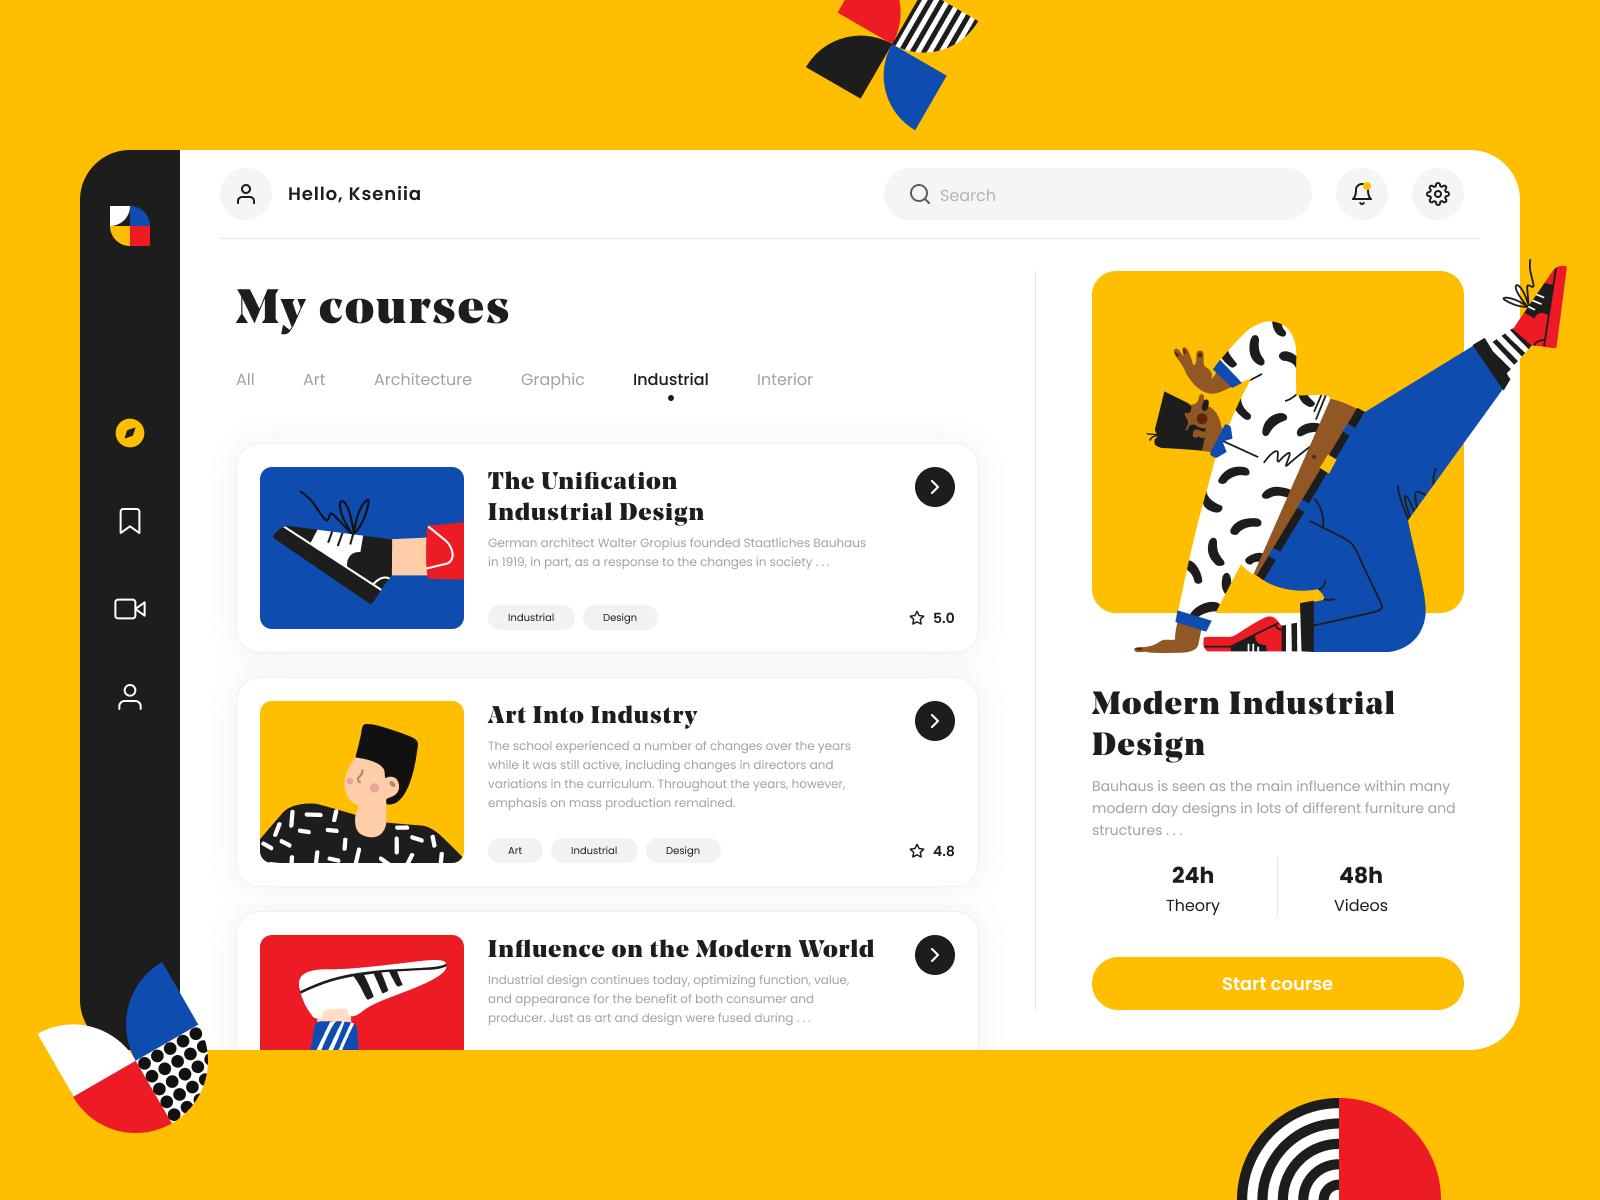 Hello, Kseniia
Search
My courses
All
Art
Architecture
Graphic
Industrial
Interior
The Unification
Industrial Design
German architect Walter Gropius founded Staatliches Bauhaus
in 1919, in part, as a response to the changes in society . . .
Industrial
Design
5.0
Art Into Industry
The school experienced a number of changes over the years
while it was still active, including changes in directors and
variations in the curriculum. Throughout the years, however,
emphasis on mass production remained.
Art
Industrial
Design
4.8
Influence on the Modern World
Industrial design continues today, optimizing function, value,
and appearance for the benefit of both consumer and
producer. Just as art and design were fused during . . .
Modern Industrial
Design
Bauhaus is seen as the main influence within many
modern day designs in lots of different furniture and
structures . . .
24h
Theory
48h
Videos
Start course